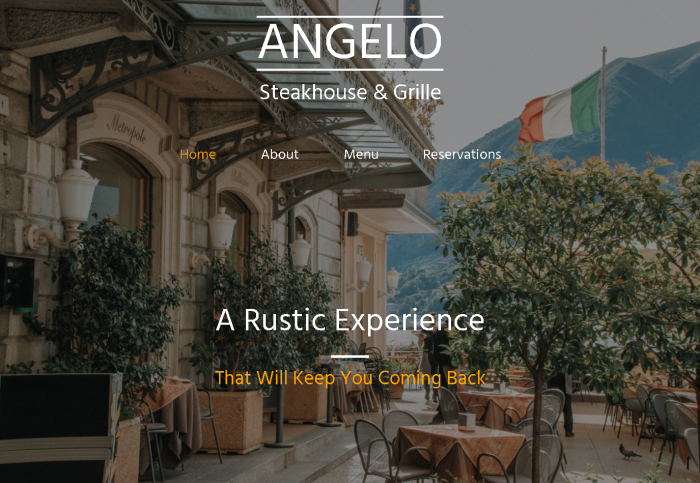 ANGELO
Steakhouse & Grille
Metropole
Home About Menu Reservations
A Rustic Experience
That Will Keep You Coming Back